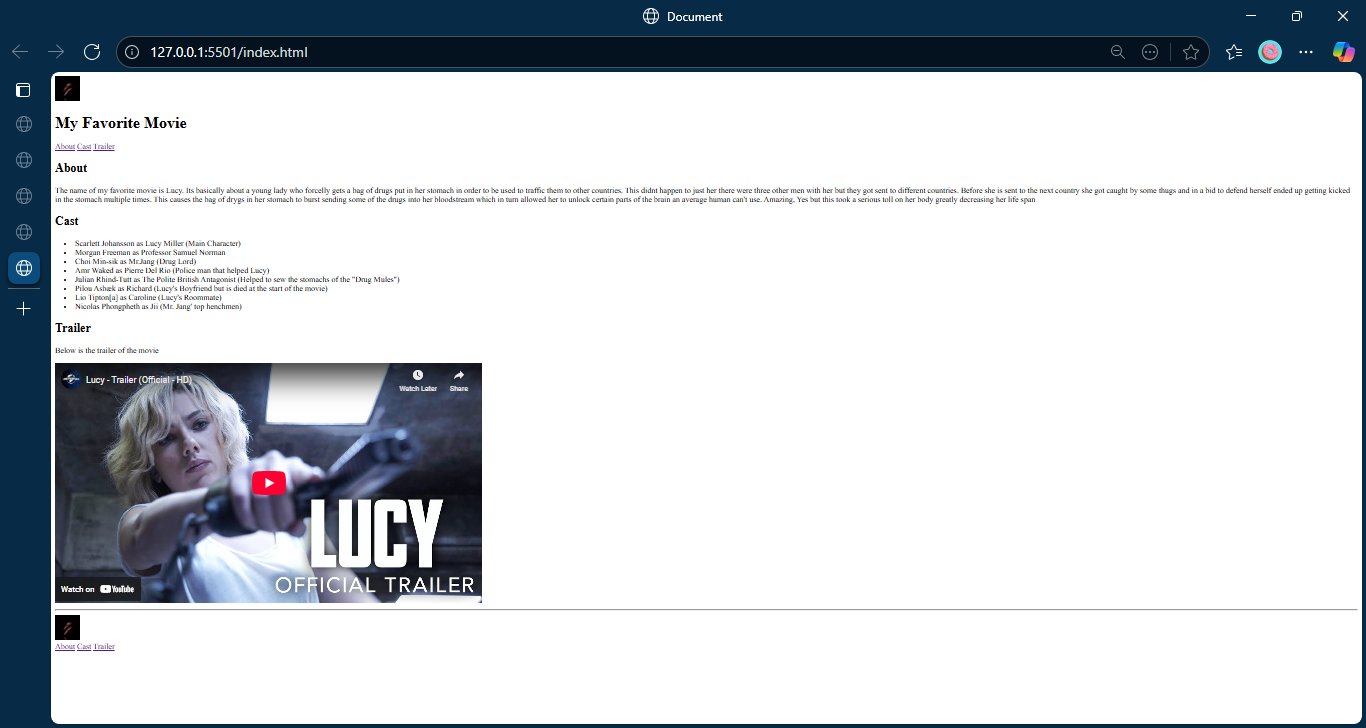 Document
127.0.0.1:5501/index.html
My Favorite Movie
About Cast Trailer
About
The name of my favorite movie is Lucy. Its basically about a young lady who forcelly gets a bag of drugs put in her stomach in order to be used to traffic them to other countries. This didnt happen to just her there were three other men with her but they got sent to different countries. Before she is sent to the next country she got caught by some thugs and in a bid to defend herself ended up getting kicked
in the stomach multiple times. This causes the bag of drygs in her stomach to burst sending some of the drugs into her bloodstream which in turn allowed her to unlock certain parts of the brain an average human can't use. Amazing, Yes but this took a serious toll on her body greatly decreasing her life span
Cast
Scarlett Johansson as Lucy Miller (Main Character)
Morgan Freeman as Professor Samuel Norman
Choi Min-sik as Mr.Jang (Drug Lord)
Amr Waked as Pierre Del Rio (Police man that helped Lucy)
Julian Rhind-Tutt as The Polite British Antagonist (Helped to sew the stomachs of the "Drug Mules")
Pilou Asbæk as Richard (Lucy's Boyfriend but is died at the start of the movie)
Lio Tipton[a] as Caroline (Lucy's Roommate)
Nicolas Phongpheth as Jii (Mr. Jang' top henchmen)
Trailer
Below is the trailer of the movie
Lucy - Trailer (Official - HD)
Watch Later Share
LUCY
OFFICIAL TRAILER
Watch on YouTube
About Cast Trailer